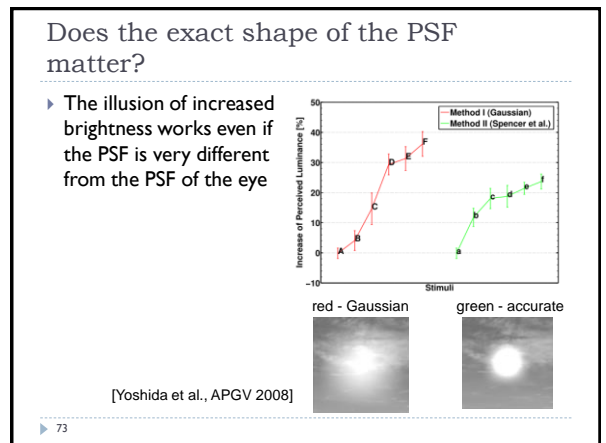 Does the exact shape of the PSF
matter?
The illusion of increased
brightness works even if
the PSF is very different
from the PSF of the eye
Increase of Perceived Luminance [%]
50
40
30
20
10
0
−10
Method I (Gaussian)
Method II (Spencer et al.)
A
B
C
D
E
F
a
b
c
d
e
f
Stimuli
red - Gaussian
green - accurate
[Yoshida et al., APGV 2008]
73